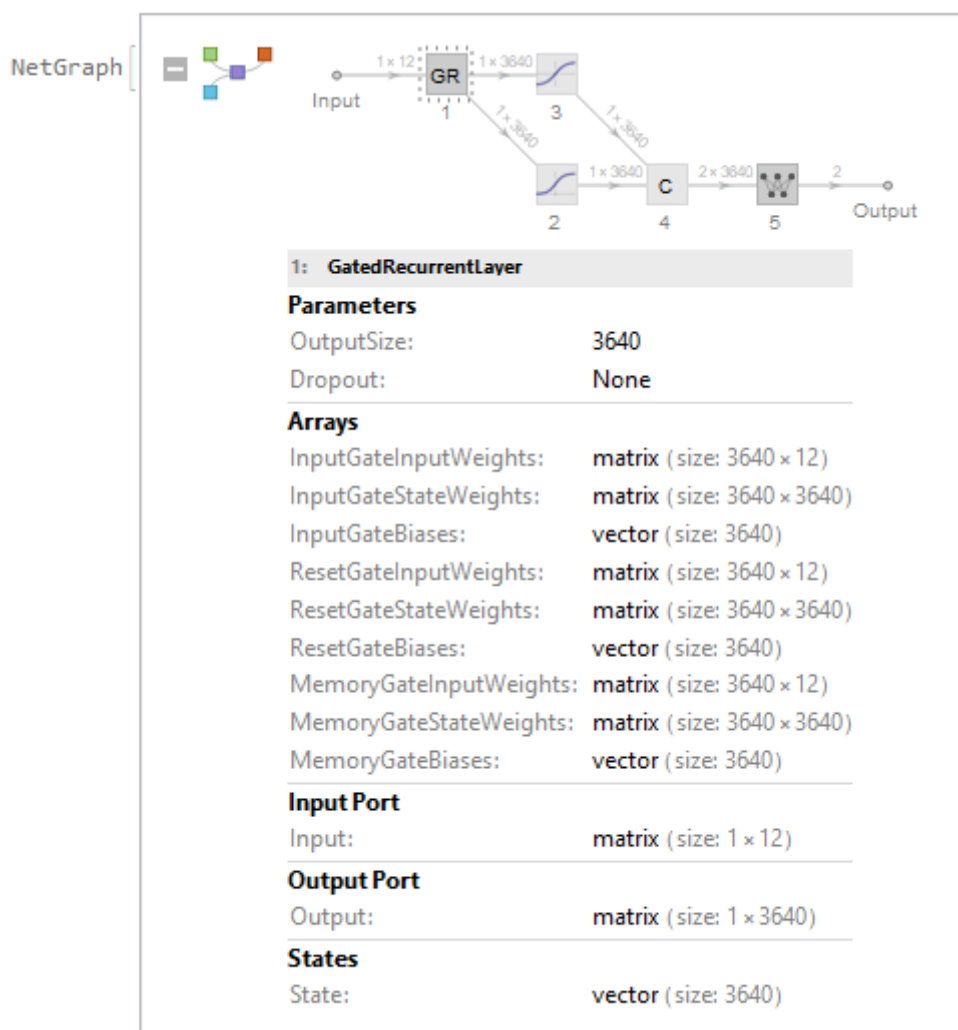 NetGraph
Input
1 × 12
GR
1
1 × 3640
3
1 × 3640
1 × 3640
2
1 × 3640
C
4
2 × 3640
5
2
Output
1: GatedRecurrentLayer
Parameters
OutputSize: 3640
Dropout: None
Arrays
InputGateInputWeights: matrix (size: 3640 × 12)
InputGateStateWeights: matrix (size: 3640 × 3640)
InputGateBiases: vector (size: 3640)
ResetGateInputWeights: matrix (size: 3640 × 12)
ResetGateStateWeights: matrix (size: 3640 × 3640)
ResetGateBiases: vector (size: 3640)
MemoryGateInputWeights: matrix (size: 3640 × 12)
MemoryGateStateWeights: matrix (size: 3640 × 3640)
MemoryGateBiases: vector (size: 3640)
Input Port
Input: matrix (size: 1 × 12)
Output Port
Output: matrix (size: 1 × 3640)
States
State: vector (size: 3640)